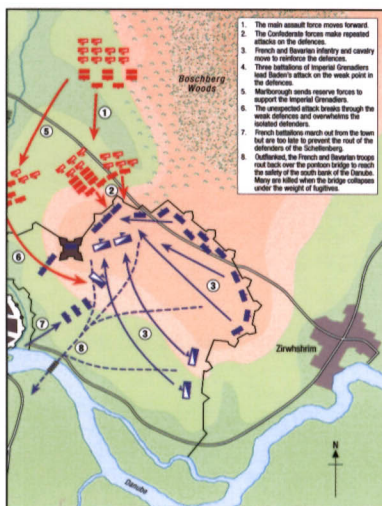 1. The main assault force moves forward.
2. The Confederate forces make repeated
attacks on the defences.
3. French and Bavarian infantry and cavalry
move to reinforce the defences.
4. Three battalions of Imperial Grenadiers
lead Baden's attack on the weak point in
the defences.
5. Marlborough sends reserve forces to
support the Imperial Grenadiers.
6. The unexpected attack breaks through the
weak defences and overwhelms the
isolated defenders.
7. French battalions march out from the town
but are too late to prevent the rout of the
defenders of the Schellenberg.
8. Outflanked, the French and Bavarian troops
rout back over the pontoon bridge to reach
the safety of the south bank of the Danube.
Many are killed when the bridge collapses
under the weight of fugitives.
Boschberg
Woods
1
5
2
6
3
7
3
8
Zirwhshrim
N
Danube